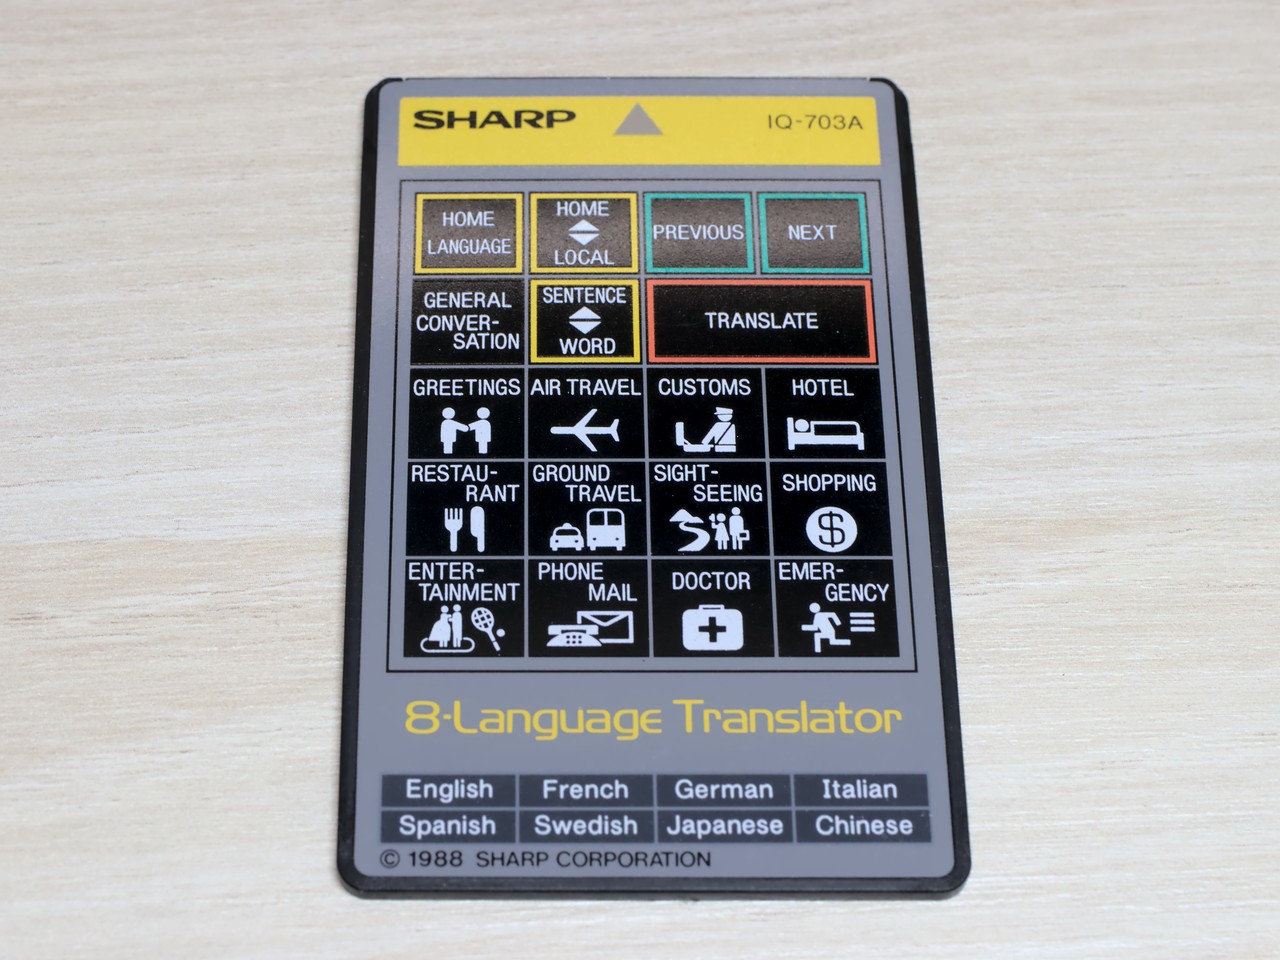 SHARP
IQ-703A
HOME
LANGUAGE
HOME
LOCAL
PREVIOUS
NEXT
GENERAL
CONVER-
SATION
SENTENCE
WORD
TRANSLATE
GREETINGS
AIR TRAVEL
CUSTOMS
HOTEL
RESTAU-
RANT
GROUND
TRAVEL
SIGHT-
SEEING
SHOPPING
$
ENTER-
TAINMENT
PHONE
MAIL
DOCTOR
EMER-
GENCY
8-Language Translator
English French German Italian
Spanish Swedish Japanese Chinese
© 1988 SHARP CORPORATION